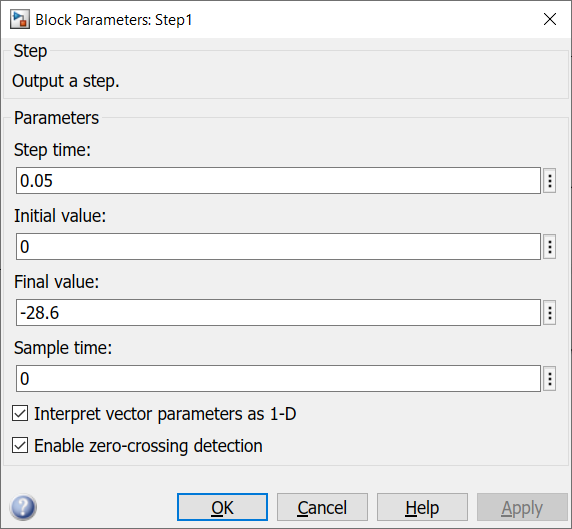 Block Parameters: Step1
Step
Output a step.
Parameters
Step time:
0.05
Initial value:
0
Final value:
-28.6
Sample time:
0
Interpret vector parameters as 1-D
Enable zero-crossing detection
? OK Cancel Help Apply